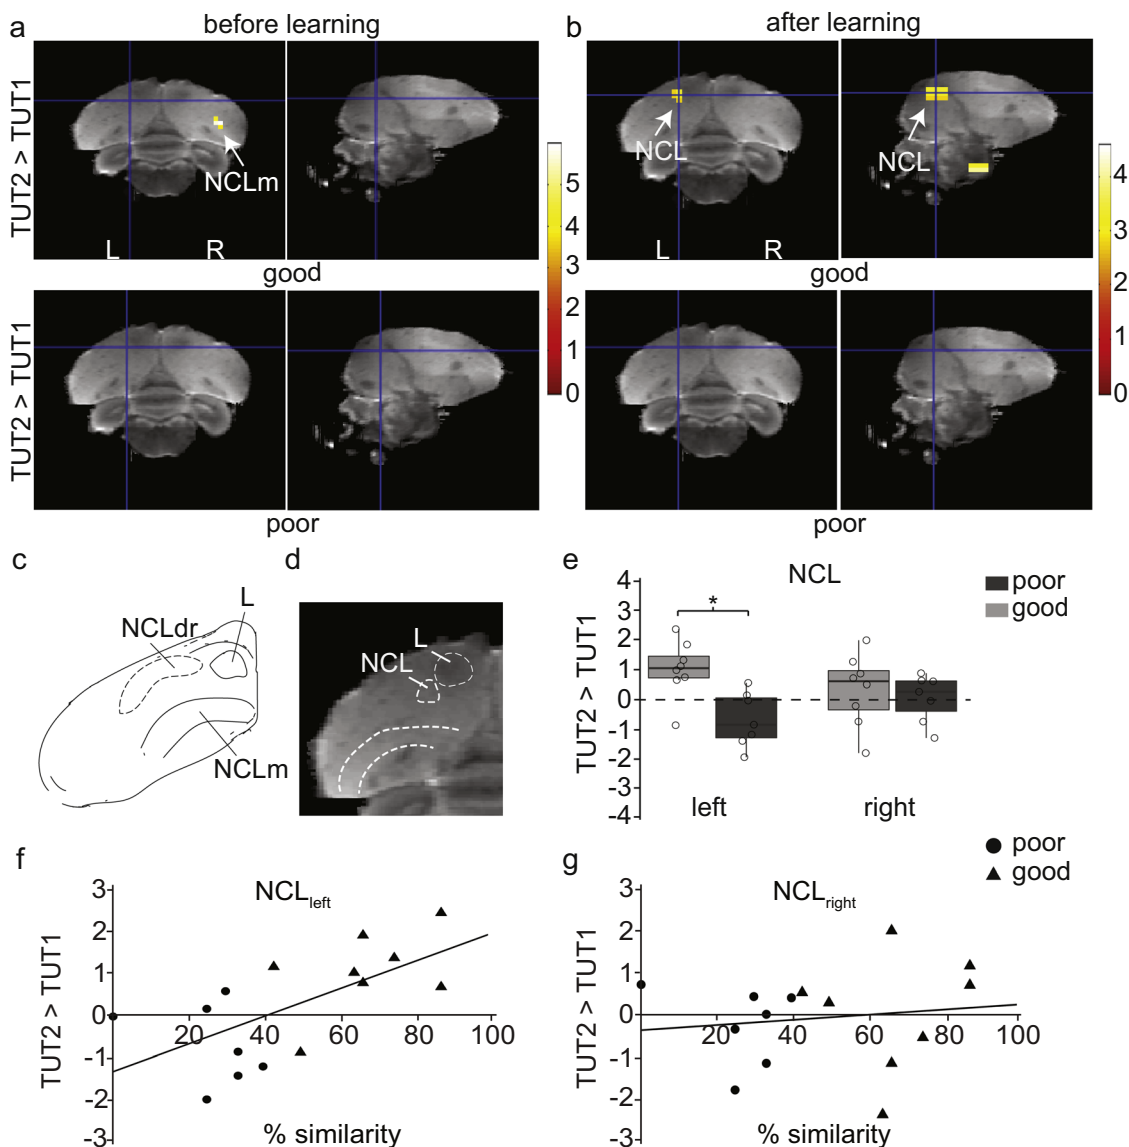 a
before learning
TUT2 > TUT1
NCLm
L
R
5
4
3
2
1
0
good
TUT2 > TUT1
poor
b
after learning
NCL
NCL
L
R
4
3
2
1
0
good
poor
c
NCLdr
L
NCLm
d
L
NCL
e
NCL
poor
good
TUT2 > TUT1
4
3
2
1
0
-1
-2
-3
-4
*
left
right
f
NCLleft
TUT2 > TUT1
3
2
1
0
-1
-2
-3
20 40 60 80 100
% similarity
poor
good
g
NCLright
TUT2 > TUT1
3
2
1
0
-1
-2
-3
20 40 60 80 100
% similarity